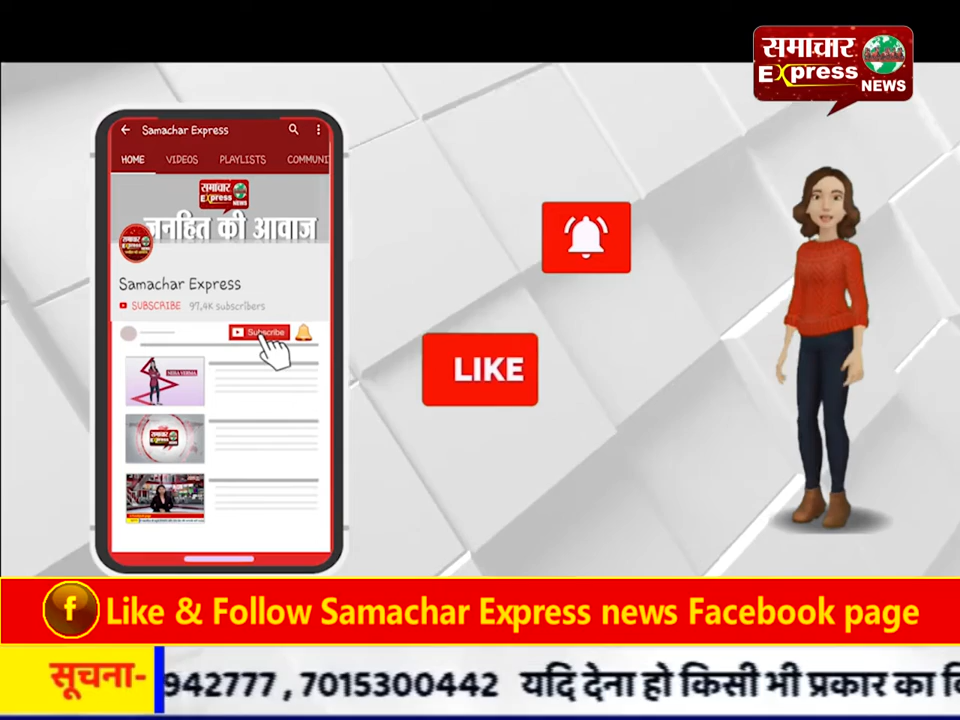 समाचार
Express
NEWS
Samachar Express
HOME VIDEOS PLAYLISTS COMMUNI
समाचार
Express
NEWS
जनहित की आवाज
Samachar Express
SUBSCRIBE 97.4K subscribers
Subscribe
LIKE
Like & Follow Samachar Express news Facebook page
सूचना- 942777 , 7015300442 यदि देना हो किसी भी प्रकार का